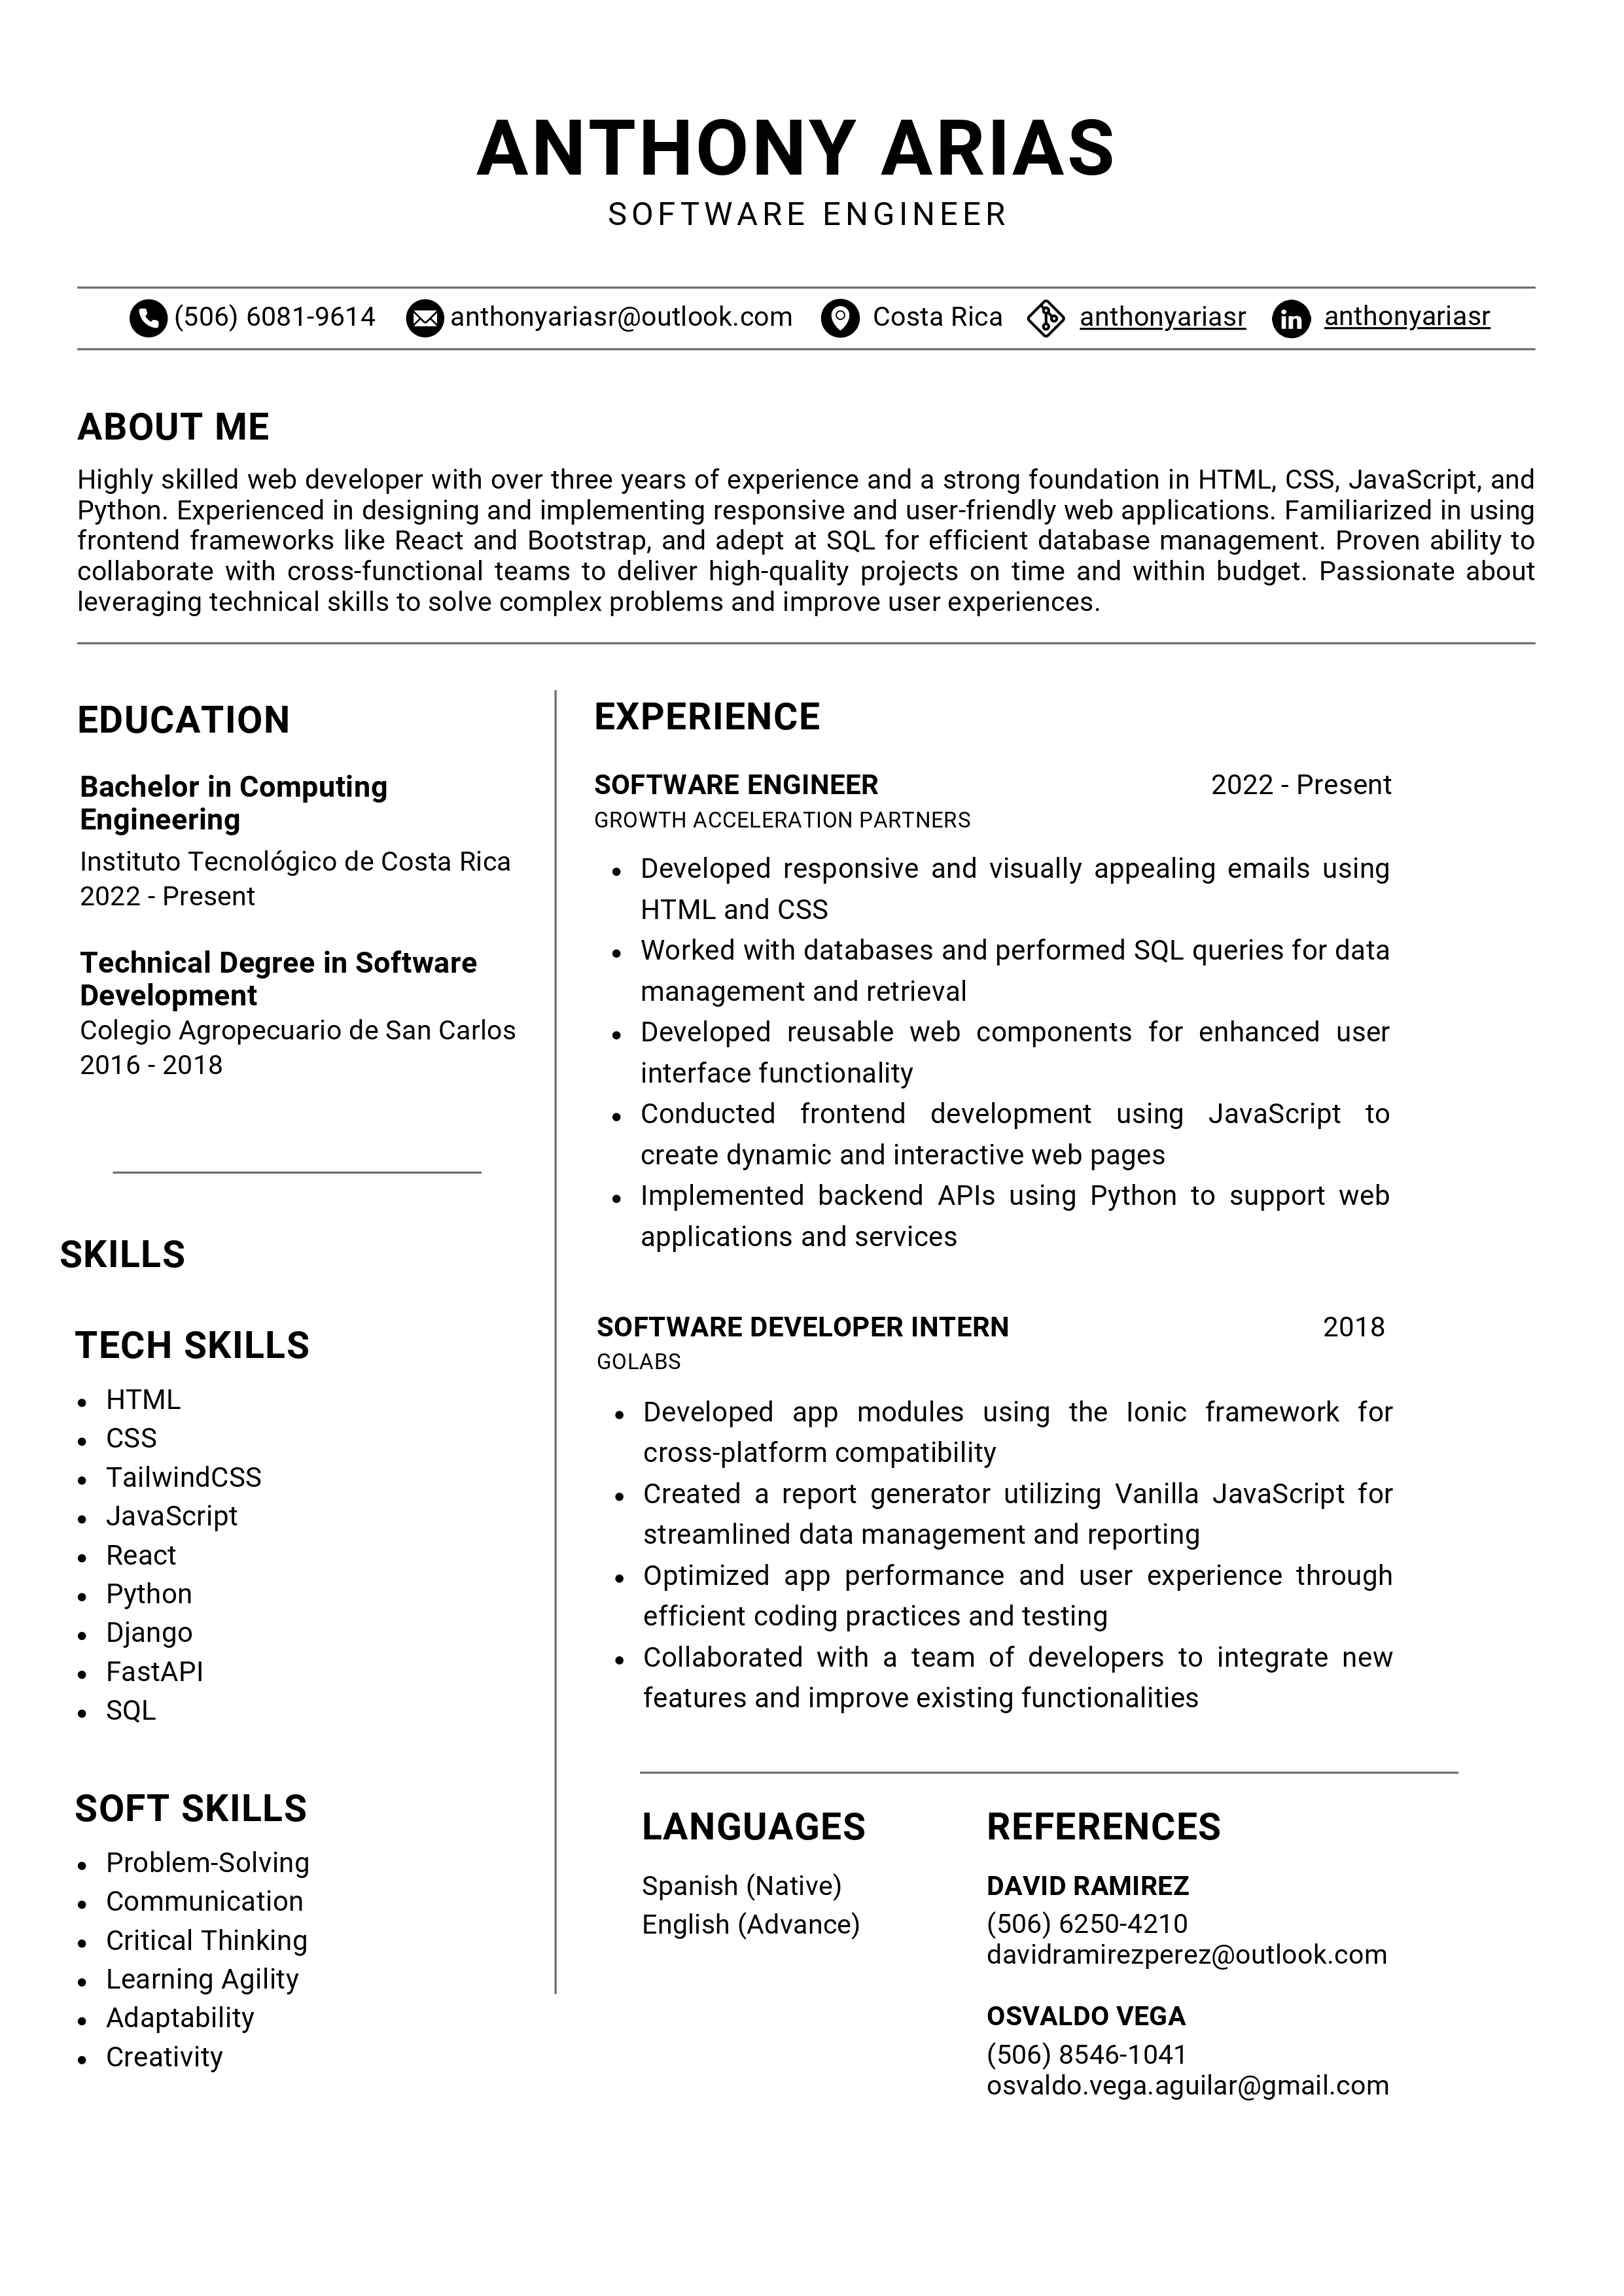 ANTHONY ARIAS
SOFTWARE ENGINEER
(506) 6081-9614 anthonyariasr@outlook.com Costa Rica anthonyariasr anthonyariasr
ABOUT ME
Highly skilled web developer with over three years of experience and a strong foundation in HTML, CSS, JavaScript, and
Python. Experienced in designing and implementing responsive and user-friendly web applications. Familiarized in using
frontend frameworks like React and Bootstrap, and adept at SQL for efficient database management. Proven ability to
collaborate with cross-functional teams to deliver high-quality projects on time and within budget. Passionate about
leveraging technical skills to solve complex problems and improve user experiences.
EDUCATION
Bachelor in Computing
Engineering
Instituto Tecnológico de Costa Rica
2022 - Present
Technical Degree in Software
Development
Colegio Agropecuario de San Carlos
2016 - 2018
SKILLS
TECH SKILLS
• HTML
• CSS
• TailwindCSS
• JavaScript
• React
• Python
• Django
• FastAPI
• SQL
SOFT SKILLS
• Problem-Solving
• Communication
• Critical Thinking
• Learning Agility
• Adaptability
• Creativity
EXPERIENCE
SOFTWARE ENGINEER 2022 - Present
GROWTH ACCELERATION PARTNERS
• Developed responsive and visually appealing emails using
HTML and CSS
• Worked with databases and performed SQL queries for data
management and retrieval
• Developed reusable web components for enhanced user
interface functionality
• Conducted frontend development using JavaScript to
create dynamic and interactive web pages
• Implemented backend APIs using Python to support web
applications and services
SOFTWARE DEVELOPER INTERN 2018
GOLABS
• Developed app modules using the Ionic framework for
cross-platform compatibility
• Created a report generator utilizing Vanilla JavaScript for
streamlined data management and reporting
• Optimized app performance and user experience through
efficient coding practices and testing
• Collaborated with a team of developers to integrate new
features and improve existing functionalities
LANGUAGES
Spanish (Native)
English (Advance)
REFERENCES
DAVID RAMIREZ
(506) 6250-4210
davidramirezperez@outlook.com
OSVALDO VEGA
(506) 8546-1041
osvaldo.vega.aguilar@gmail.com